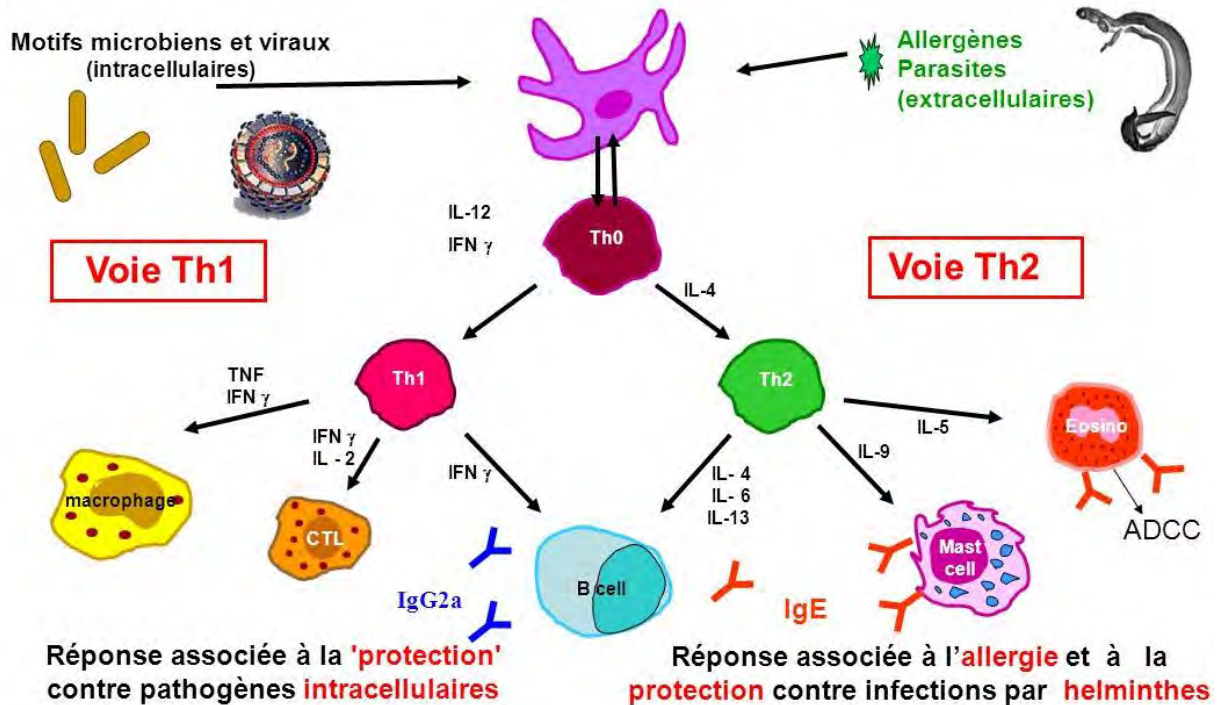 Motifs microbiens et viraux
(intracellulaires)
Allergènes
Parasites
(extracellulaires)
IL-12
IFN γ
Th0
Voie Th1
Voie Th2
IL-4
Th1
Th2
TNF
IFN γ
IFN γ
IL - 2
IFN γ
IL- 4
IL- 6
IL-13
IL-9
IL-5
Eosino
ADCC
macrophage
CTL
B cell
Mast
cell
IgG2a
IgE
Réponse associée à la 'protection'
contre pathogènes intracellulaires
Réponse associée à l'allergie et à la
protection contre infections par helminthes